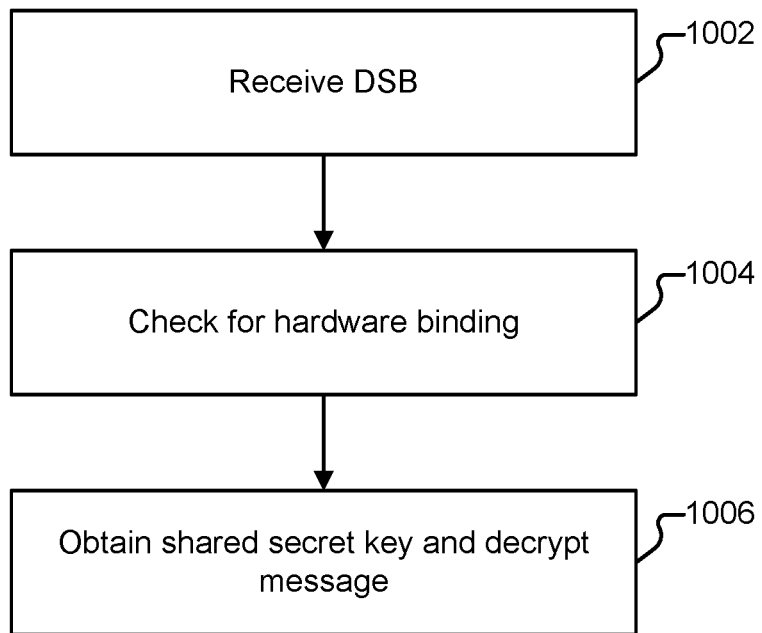 1002
Receive DSB
1004
Check for hardware binding
1006
Obtain shared secret key and decrypt
message